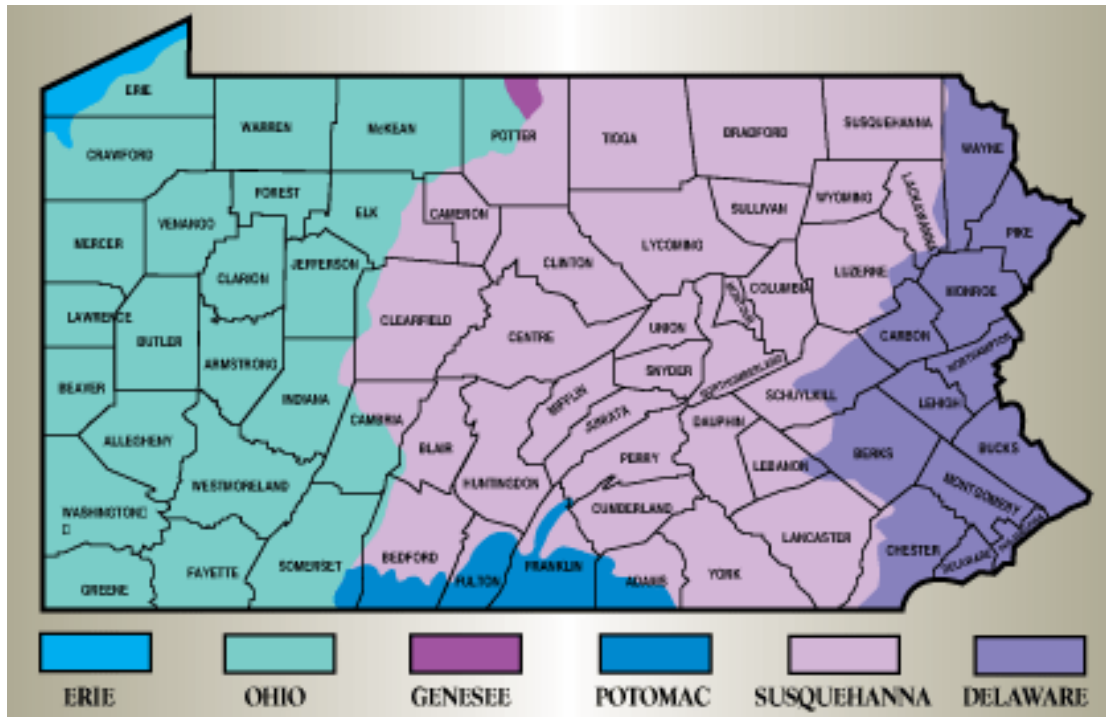 ERIE
WARREN
McKEAN
POTTER
TIOGA
BRADFORD
SUSQUEHANNA
WAYNE
CRAWFORD
FOREST
ELK
CAMERON
SULLIVAN
WYOMING
LACKAWANNA
PIKE
MERCER
VENANGO
JEFFERSON
CLARION
CLINTON
LYCOMING
LUZERNE
COLUMBIA
MONROE
LAWRENCE
BUTLER
ARMSTRONG
CLEARFIELD
CENTRE
UNION
SNYDER
NORTHUMBERLAND
CARBON
NORTHAMPTON
BEAVER
INDIANA
CAMBRIA
BLAIR
MIFFLIN
DAUPHIN
SCHUYLKILL
LEHIGH
ALLEGHENY
PERRY
LEBANON
BERKS
BUCKS
WESTMORELAND
HUNTINGDON
CUNDERLAND
MONTGOMERY
WASHINGTON
GREENE
FAYETTE
SOMERSET
BEDFORD
FULTON
FRANKLIN
ADAMS
YORK
LANCASTER
CHESTER
DELAWARE
ERIE
OHIO
GENESEE
POTOMAC
SUSQUEHANNA
DELAWARE